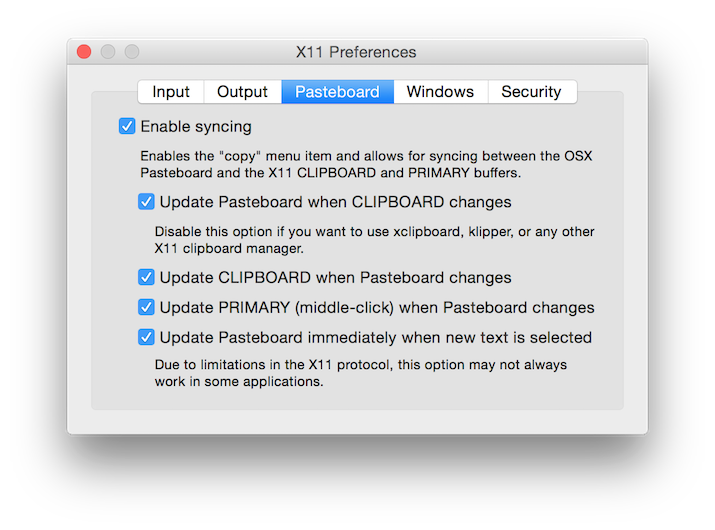 X11 Preferences
Input Output Pasteboard Windows Security
Enable syncing
Enables the "copy" menu item and allows for syncing between the OSX
Pasteboard and the X11 CLIPBOARD and PRIMARY buffers.
Update Pasteboard when CLIPBOARD changes
Disable this option if you want to use xclipboard, klipper, or any other
X11 clipboard manager.
Update CLIPBOARD when Pasteboard changes
Update PRIMARY (middle-click) when Pasteboard changes
Update Pasteboard immediately when new text is selected
Due to limitations in the X11 protocol, this option may not always
work in some applications.